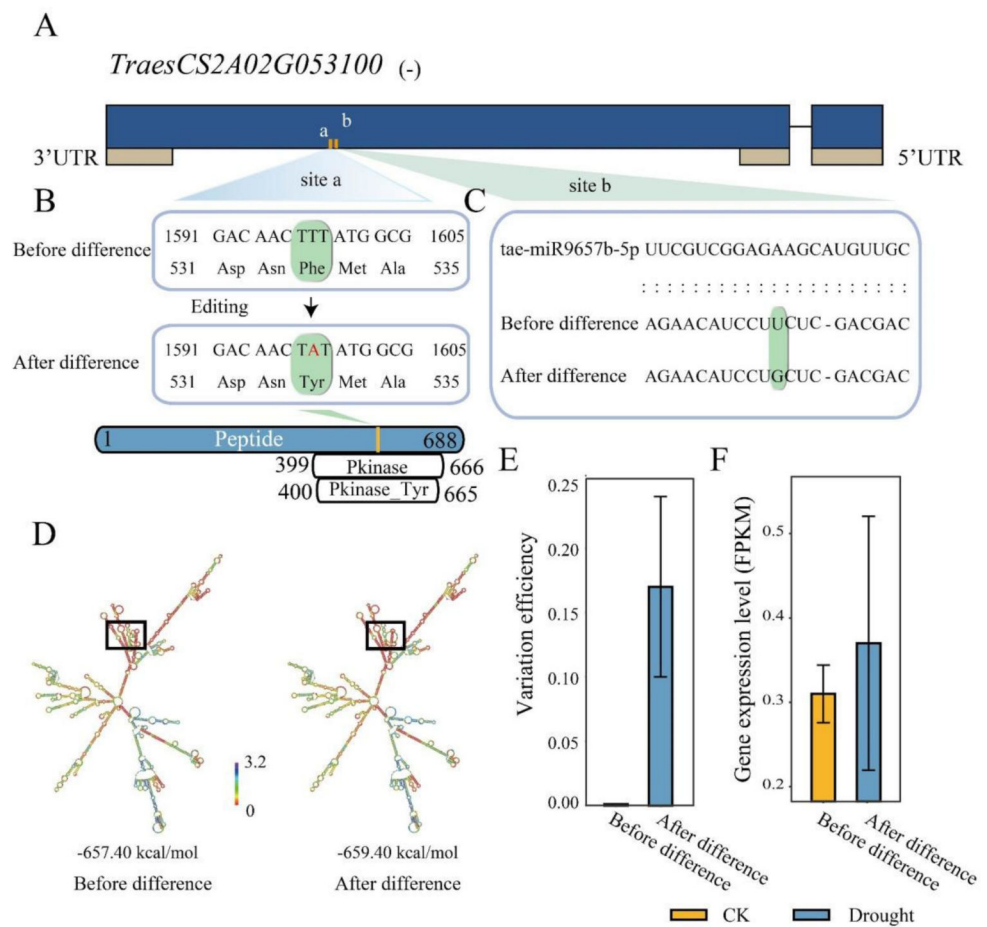 A
TraesCS2A02G053100 (-)
a b
3'UTR 5'UTR
site a
site b
B
Before difference
1591 GAC AAC TTT ATG GCG 1605
531 Asp Asn Phe Met Ala 535
Editing
After difference
1591 GAC AAC TAT ATG GCG 1605
531 Asp Asn Tyr Met Ala 535
1 Peptide 688
399 Pkinase 666
400 Pkinase_Tyr 665
C
tae-miR9657b-5p UUCGUCGGAGAAGCAUGUUGC
: : : : : : : : : : : : : : : : : : : : :
Before difference AGAACAUCCUUCUC - GACGAC
After difference AGAACAUCCUGCUC - GACGAC
D
3.2
0
-657.40 kcal/mol
Before difference
-659.40 kcal/mol
After difference
E
Variation efficiency
0.25
0.20
0.15
0.10
0.05
0.00
Before difference
After difference
F
Gene expression level (FPKM)
0.5
0.4
0.3
0.2
Before difference
After difference
CK Drought